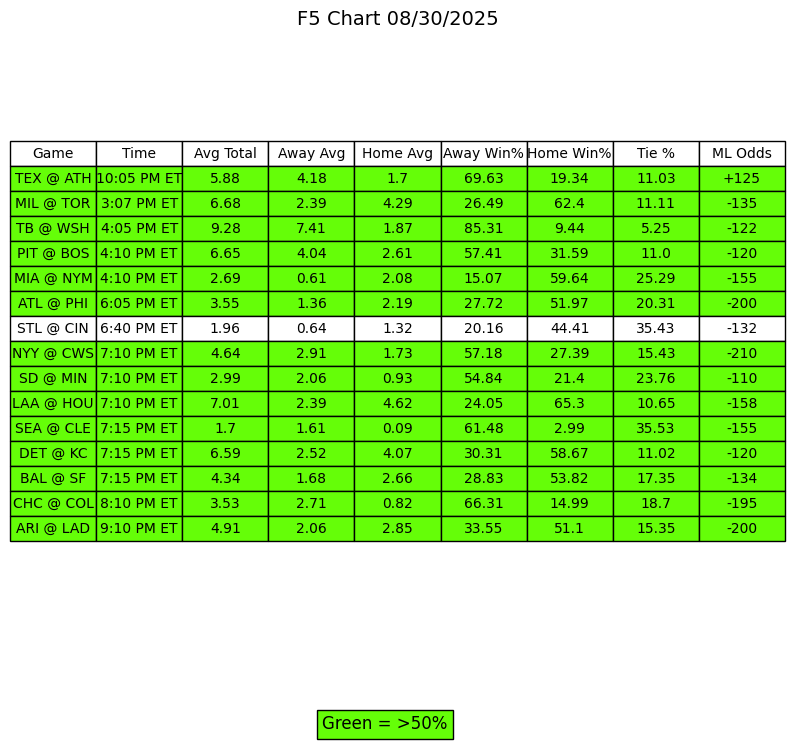 F5 Chart 08/30/2025
Game Time Avg Total Away Avg Home Avg Away Win% Home Win% Tie % ML Odds
TEX @ ATH 10:05 PM ET 5.88 4.18 1.7 69.63 19.34 11.03 +125
MIL @ TOR 3:07 PM ET 6.68 2.39 4.29 26.49 62.4 11.11 -135
TB @ WSH 4:05 PM ET 9.28 7.41 1.87 85.31 9.44 5.25 -122
PIT @ BOS 4:10 PM ET 6.65 4.04 2.61 57.41 31.59 11.0 -120
MIA @ NYM 4:10 PM ET 2.69 0.61 2.08 15.07 59.64 25.29 -155
ATL @ PHI 6:05 PM ET 3.55 1.36 2.19 27.72 51.97 20.31 -200
STL @ CIN 6:40 PM ET 1.96 0.64 1.32 20.16 44.41 35.43 -132
NYY @ CWS 7:10 PM ET 4.64 2.91 1.73 57.18 27.39 15.43 -210
SD @ MIN 7:10 PM ET 2.99 2.06 0.93 54.84 21.4 23.76 -110
LAA @ HOU 7:10 PM ET 7.01 2.39 4.62 24.05 65.3 10.65 -158
SEA @ CLE 7:15 PM ET 1.7 1.61 0.09 61.48 2.99 35.53 -155
DET @ KC 7:15 PM ET 6.59 2.52 4.07 30.31 58.67 11.02 -120
BAL @ SF 7:15 PM ET 4.34 1.68 2.66 28.83 53.82 17.35 -134
CHC @ COL 8:10 PM ET 3.53 2.71 0.82 66.31 14.99 18.7 -195
ARI @ LAD 9:10 PM ET 4.91 2.06 2.85 33.55 51.1 15.35 -200
Green = >50%